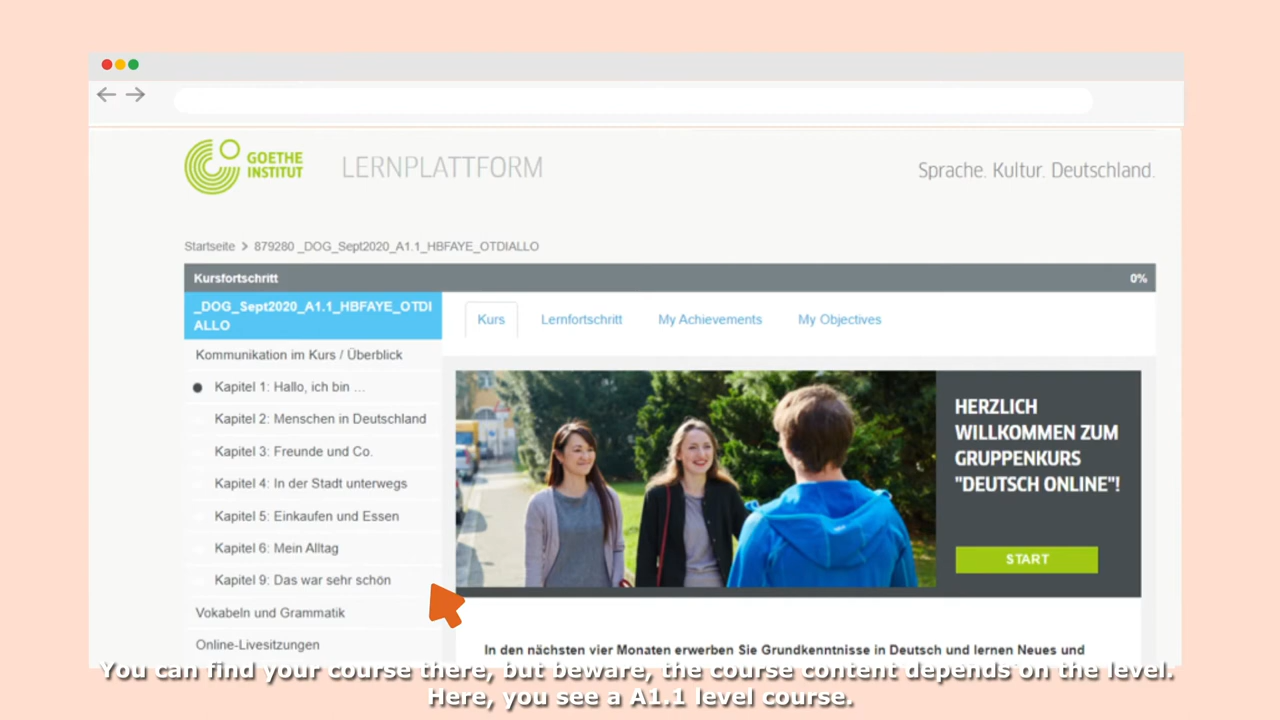 GOETHE
INSTITUT
LERNPLATTFORM
Sprache. Kultur. Deutschland.
Startseite > 879280 _DOG_Sept2020_A1.1_HBFAYE_OTDIALLO
Kursfortschritt 0%
_DOG_Sept2020_A1.1_HBFAYE_OTDI
ALLO
Kurs Lernfortschritt My Achievements My Objectives
Kommunikation im Kurs / Überblick
Kapitel 1: Hallo, ich bin ...
Kapitel 2: Menschen in Deutschland
Kapitel 3: Freunde und Co.
Kapitel 4: In der Stadt unterwegs
Kapitel 5: Einkaufen und Essen
Kapitel 6: Mein Alltag
Kapitel 9: Das war sehr schön
Vokabeln und Grammatik
Online-Livesitzungen
HERZLICH
WILLKOMMEN ZUM
GRUPPENKURS
"DEUTSCH ONLINE"!
START
In den nächsten vier Monaten erwerben Sie Grundkenntnisse in Deutsch und lernen Neues und
You can find your course there, but beware, the course content depends on the level.
Here, you see a A1.1 level course.